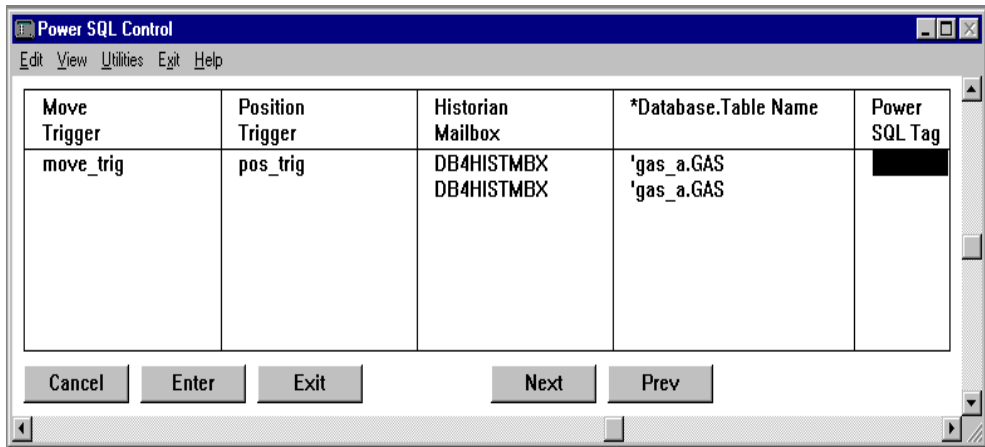 Power SQL Control
Edit View Utilities Exit Help
Move Trigger Position Trigger Historian Mailbox *Database.Table Name Power SQL Tag
move_trig pos_trig DB4HISTMBX 'gas_a.GAS
DB4HISTMBX 'gas_a.GAS
Cancel Enter Exit Next Prev